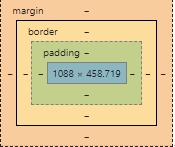 margin –
border –
padding –
– – – 1088 × 458.719 – – –
–
–
–